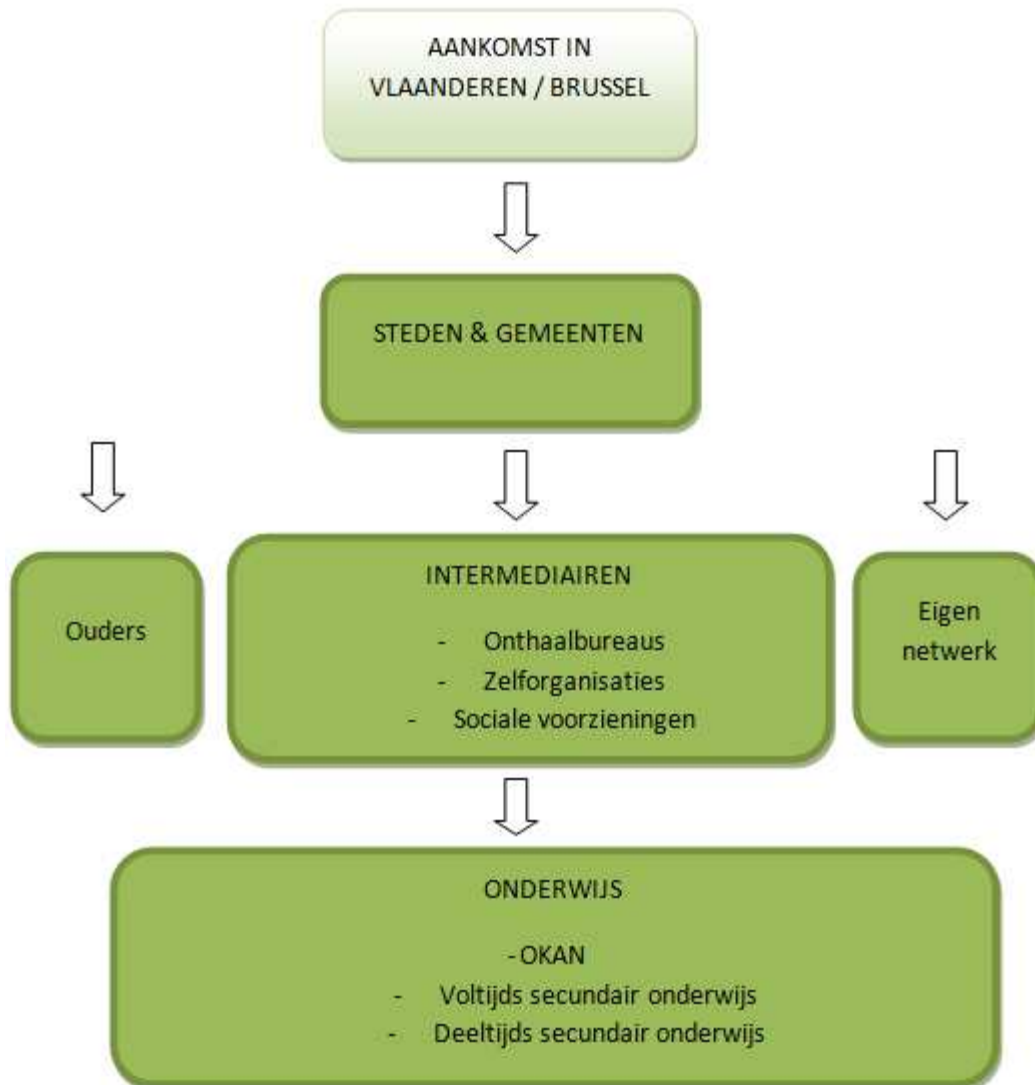 AANKOMST IN
VLAANDEREN / BRUSSEL
STEDEN & GEMEENTEN
Ouders
INTERMEDIAIREN
- Onthaalbureaus
- Zelforganisaties
- Sociale voorzieningen
Eigen
netwerk
ONDERWIJS
-OKAN
- Voltijds secundair onderwijs
- Deeltijds secundair onderwijs